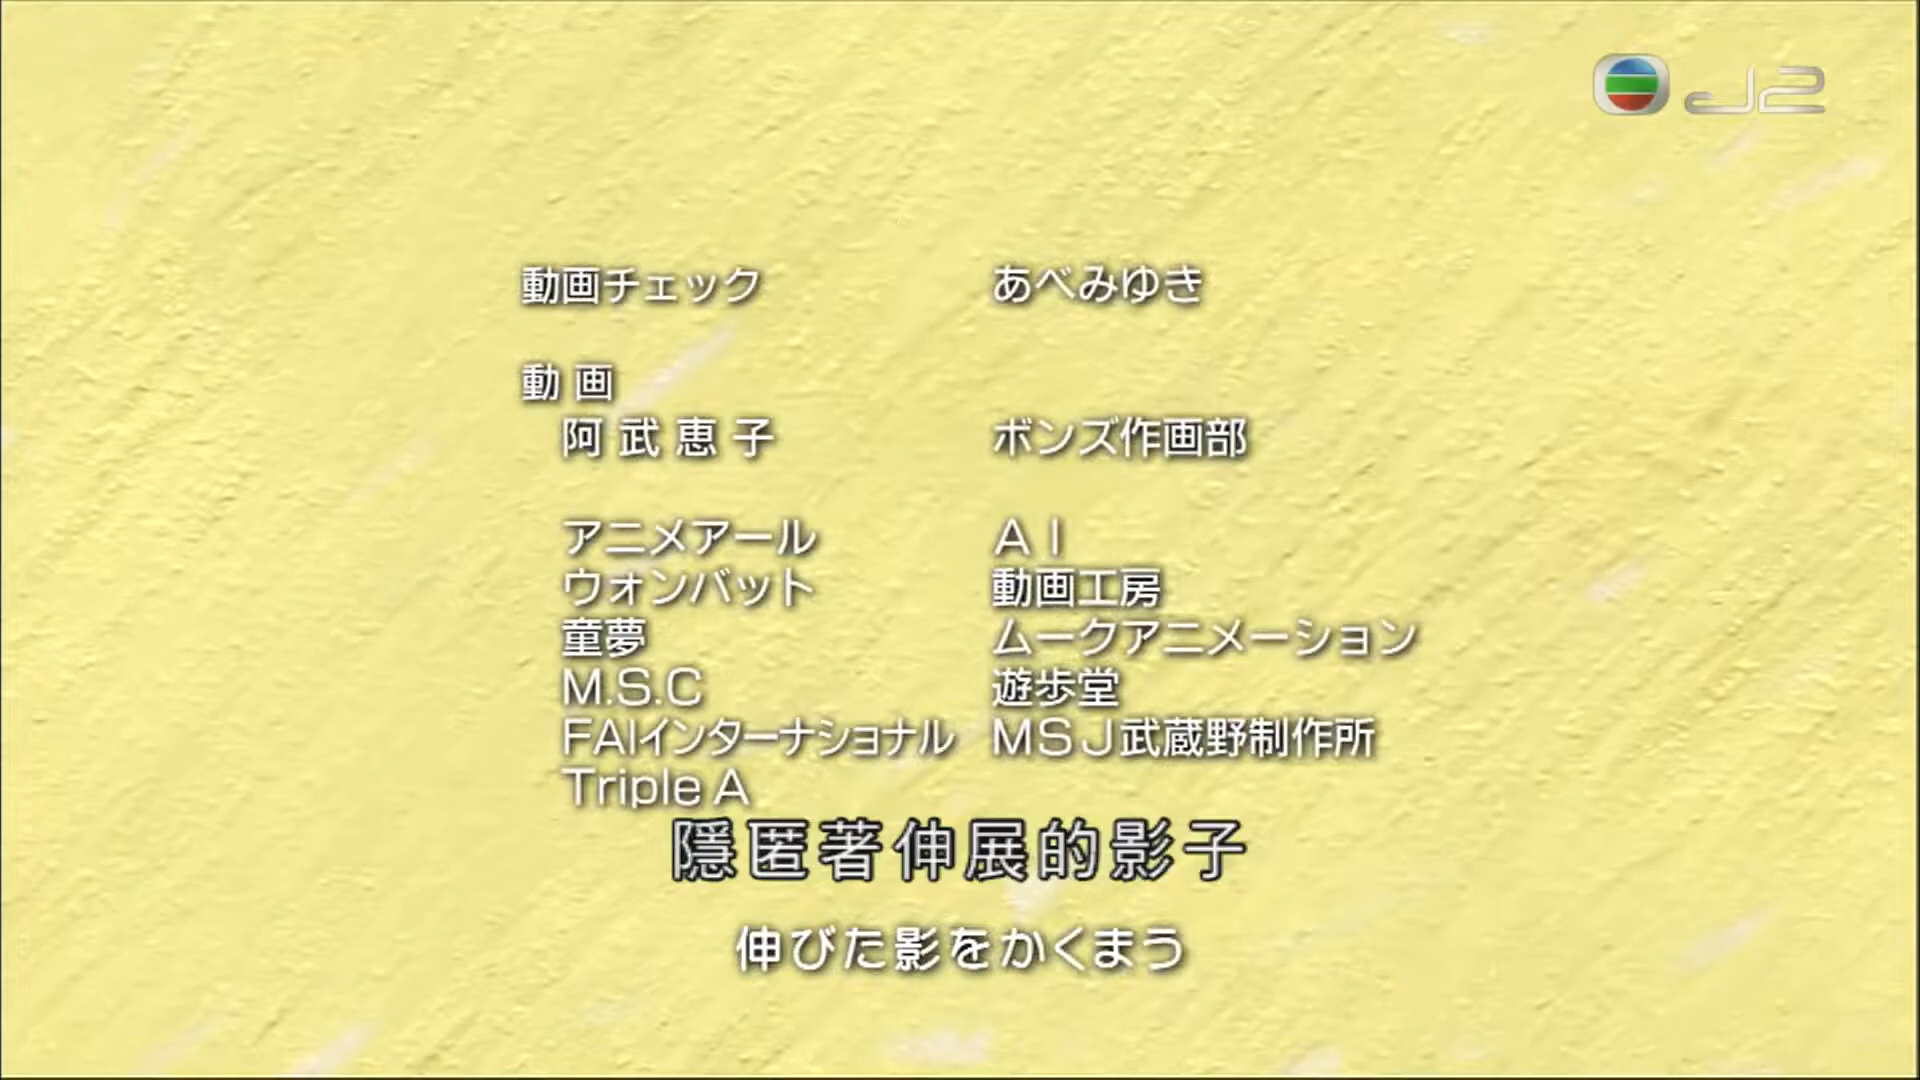 J2
動画チェック あべみゆき
動画
阿武恵子 ボンズ作画部
アニメアール AI
ウォンバット 動画工房
童夢 ムークアニメーション
M.S.C 遊歩堂
FAIインターナショナル MSJ武蔵野制作所
Triple A
隱匿著伸展的影子
伸びた影をかくまう